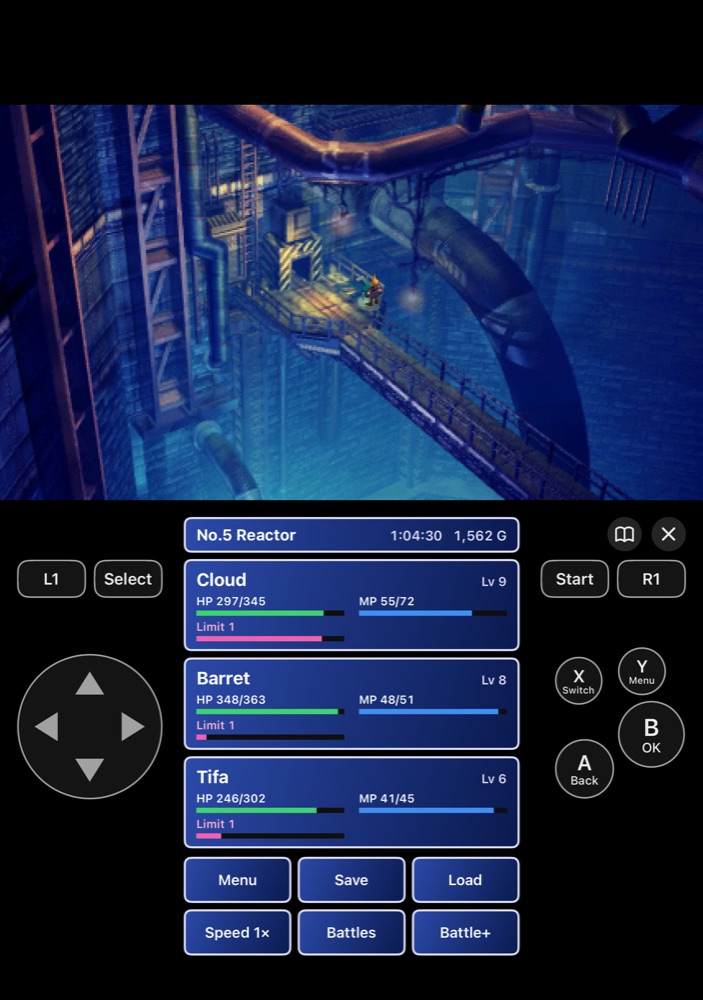 No.5 Reactor 1:04:30 1,562 G
L1 Select Start R1
Cloud Lv 9
HP 297/345 MP 55/72
Limit 1
Barret Lv 8
HP 348/363 MP 48/51
Limit 1
Tifa Lv 6
HP 246/302 MP 41/45
Limit 1
X
Switch
Y
Menu
B
OK
A
Back
Menu Save Load
Speed 1× Battles Battle+